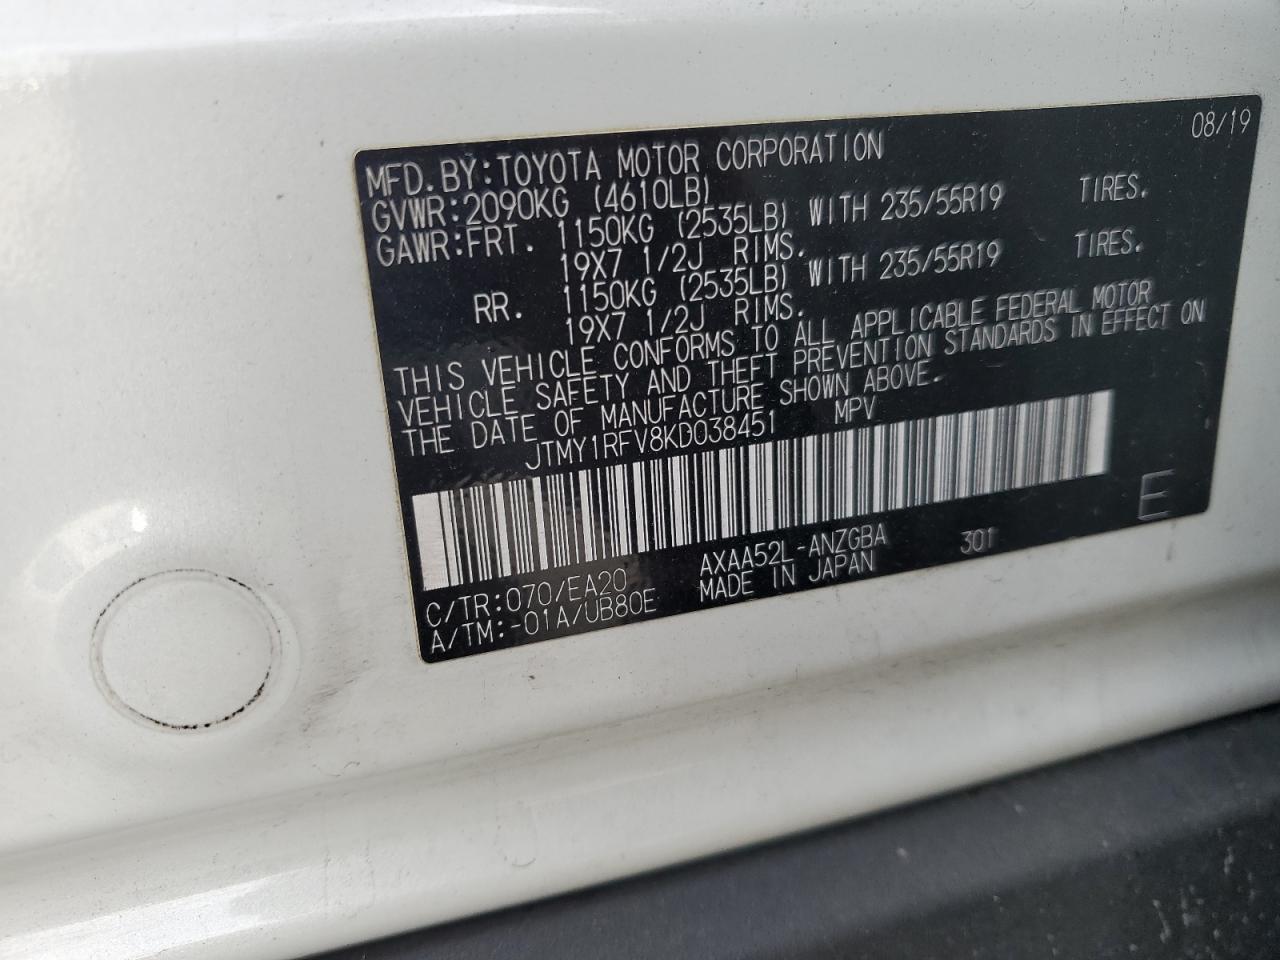 08/19
MFD.BY:TOYOTA MOTOR CORPORATION
GVWR:2090KG (4610LB)
GAWR:FRT. 1150KG (2535LB) WITH 235/55R19 TIRES.
19X7 1/2J RIMS.
RR. 1150KG (2535LB) WITH 235/55R19 TIRES.
19X7 1/2J RIMS.
THIS VEHICLE CONFORMS TO ALL APPLICABLE FEDERAL MOTOR
VEHICLE SAFETY AND THEFT PREVENTION STANDARDS IN EFFECT ON
THE DATE OF MANUFACTURE SHOWN ABOVE.
JTMY1RFV8KD038451 MPV
E
C/TR:070/EA20 AXAA52L-ANZGBA 301
A/TM:-01A/UB80E MADE IN JAPAN